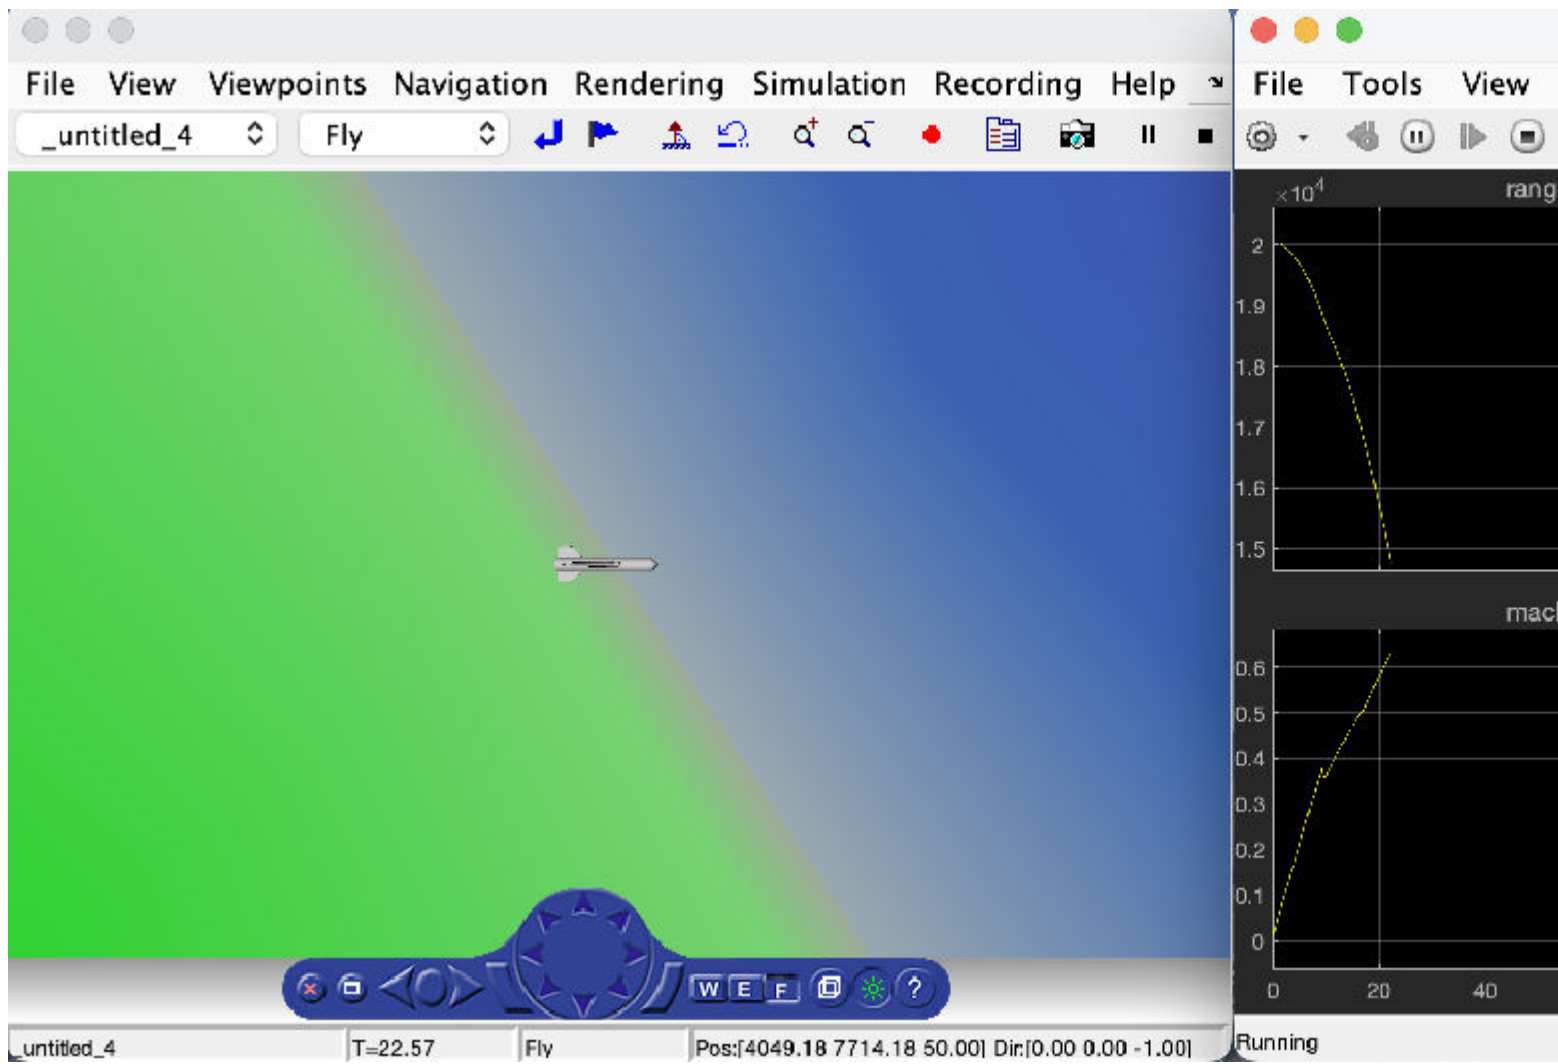 File View Viewpoints Navigation Rendering Simulation Recording Help
_untitled_4 Fly
W E F ?
_untitled_4 T=22.57 Fly Pos:[4049.18 7714.18 50.00] Dir:[0.00 0.00 -1.00]
File Tools View
×10⁴ rang
2
1.9
1.8
1.7
1.6
1.5
mach
0.6
0.5
0.4
0.3
0.2
0.1
0
0 20 40
Running